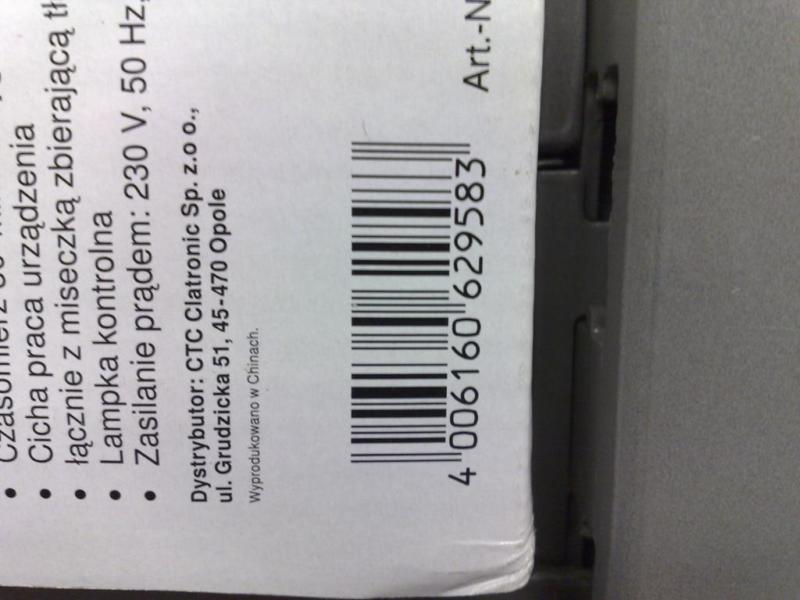 • Cicha praca urządzenia
• łącznie z miseczką zbierającą
• Lampka kontrolna
• Zasilanie prądem: 230 V, 50 Hz,
Dystrybutor: CTC Clatronic Sp. z.o o.,
ul. Grudzicka 51, 45-470 Opole
Wyprodukowano w Chinach.
4 006160 629583
Art.-N